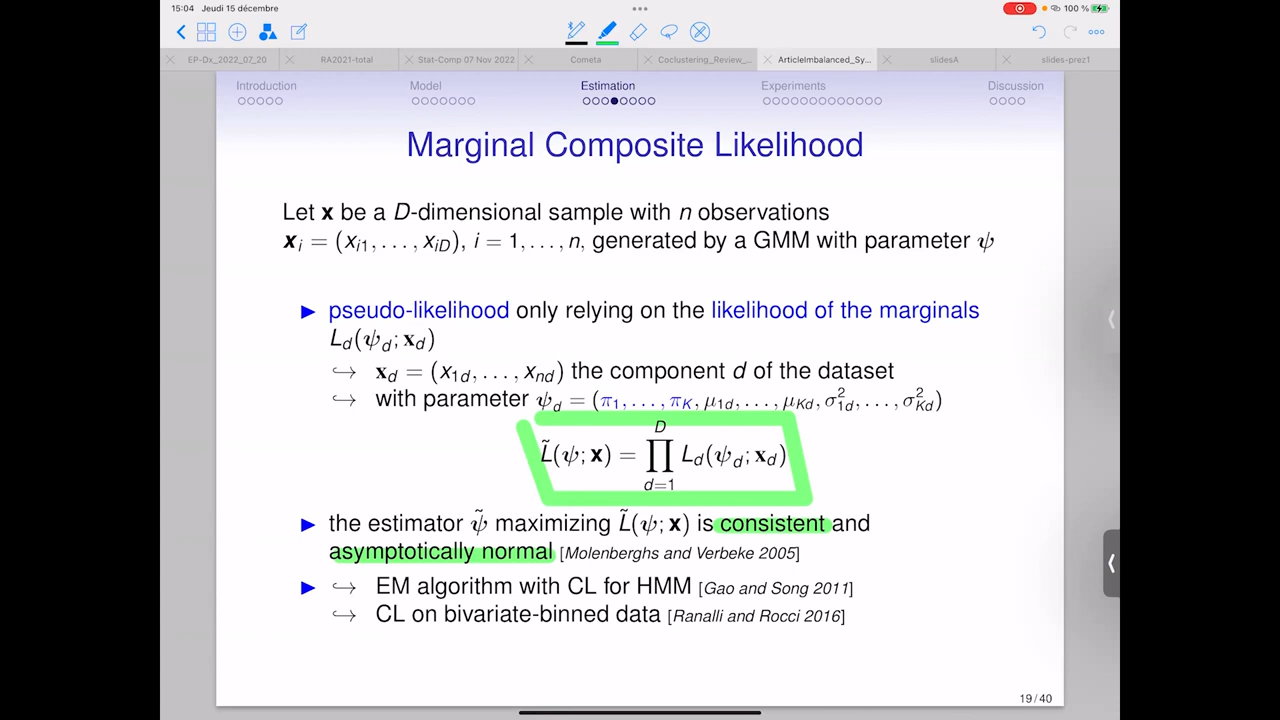 15:04 Jeudi 15 décembre
100 %
EP-Dx_2022_07_20
RA2021-total
Stat-Comp 07 Nov 2022
Cometa
Coclustering_Review_...
ArticleImbalanced_Sy...
slidesA
slides-prez1
Introduction
Model
Estimation
Experiments
Discussion
Marginal Composite Likelihood
Let x be a D-dimensional sample with n observations
x_i = (x_{i1}, . . . , x_{iD}), i = 1, . . . , n, generated by a GMM with parameter ψ
▶ pseudo-likelihood only relying on the likelihood of the marginals
L_d(ψ_d; x_d)
↪ x_d = (x_{1d}, . . . , x_{nd}) the component d of the dataset
↪ with parameter ψ_d = (π_1, . . . , π_K, μ_{1d}, . . . , μ_{Kd}, σ²_{1d}, . . . , σ²_{Kd})
L̃(ψ; x) = ∏_{d=1}^{D} L_d(ψ_d; x_d)
▶ the estimator ψ̃ maximizing L̃(ψ; x) is consistent and
asymptotically normal [Molenberghs and Verbeke 2005]
▶ ↪ EM algorithm with CL for HMM [Gao and Song 2011]
↪ CL on bivariate-binned data [Ranalli and Rocci 2016]
19 / 40